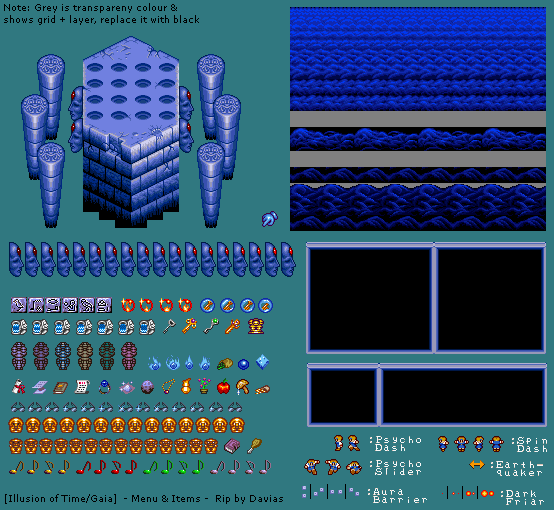 Note: Grey is transpareny colour &
shows grid + layer, replace it with black
:Psycho
Dash
:Spin
Dash
:Psycho
Slider
:Earth-
quaker
:Aura
Barrier
:Dark
Friar
[Illusion of Time/Gaia] - Menu & Items - Rip by Davias